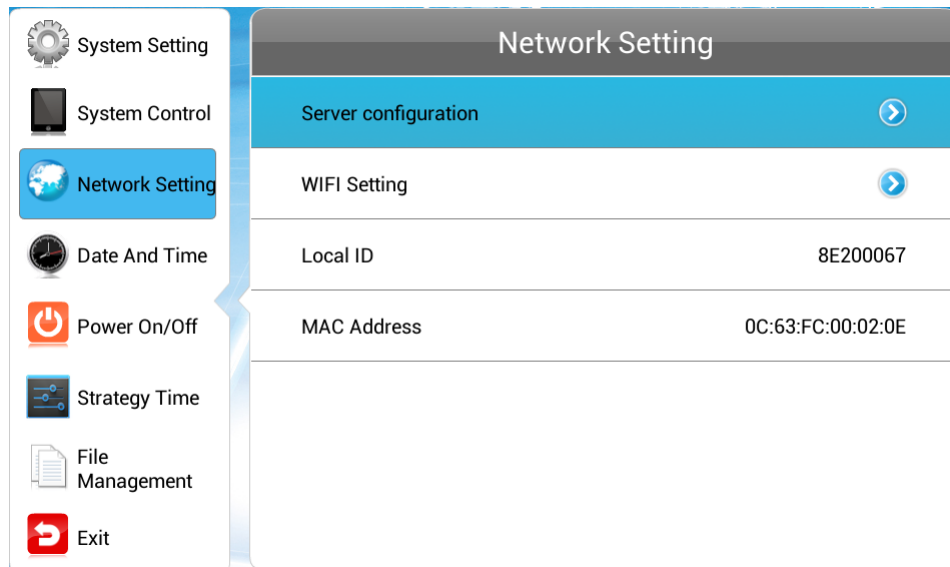 System Setting
System Control
Network Setting
Date And Time
Power On/Off
Strategy Time
File
Management
Exit
Network Setting
Server configuration
WIFI Setting
Local ID 8E200067
MAC Address 0C:63:FC:00:02:0E